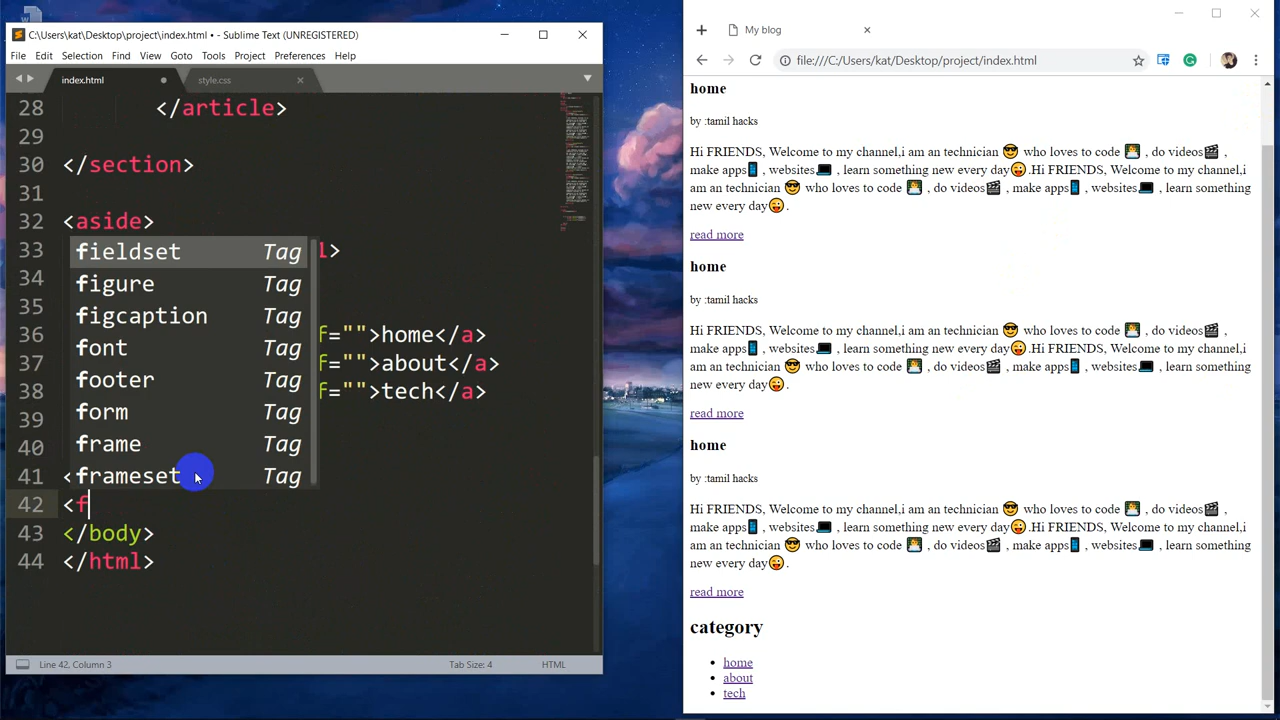 C:\Users\kat\Desktop\project\index.html • - Sublime Text (UNREGISTERED)
File Edit Selection Find View Goto Tools Project Preferences Help
index.html
style.css
28 </article>
29
30 </section>
31
32 <aside>
33 l>
34
35
36 f="">home</a>
37 f="">about</a>
38 f="">tech</a>
39
40
41 <
42 <f
43 </body>
44 </html>
fieldset Tag
figure Tag
figcaption Tag
font Tag
footer Tag
form Tag
frame Tag
frameset Tag
Line 42, Column 3
Tab Size: 4
HTML
My blog
file:///C:/Users/kat/Desktop/project/index.html
home
by :tamil hacks
Hi FRIENDS, Welcome to my channel,i am an technician 😎 who loves to code 👨‍💻 , do videos🎬 ,
make apps📱 , websites💻 , learn something new every day😜.Hi FRIENDS, Welcome to my channel,i
am an technician 😎 who loves to code 👨‍💻 , do videos🎬 , make apps📱 , websites💻 , learn something
new every day😜.
read more
home
by :tamil hacks
Hi FRIENDS, Welcome to my channel,i am an technician 😎 who loves to code 👨‍💻 , do videos🎬 ,
make apps📱 , websites💻 , learn something new every day😜.Hi FRIENDS, Welcome to my channel,i
am an technician 😎 who loves to code 👨‍💻 , do videos🎬 , make apps📱 , websites💻 , learn something
new every day😜.
read more
home
by :tamil hacks
Hi FRIENDS, Welcome to my channel,i am an technician 😎 who loves to code 👨‍💻 , do videos🎬 ,
make apps📱 , websites💻 , learn something new every day😜.Hi FRIENDS, Welcome to my channel,i
am an technician 😎 who loves to code 👨‍💻 , do videos🎬 , make apps📱 , websites💻 , learn something
new every day😜.
read more
category
• home
• about
• tech